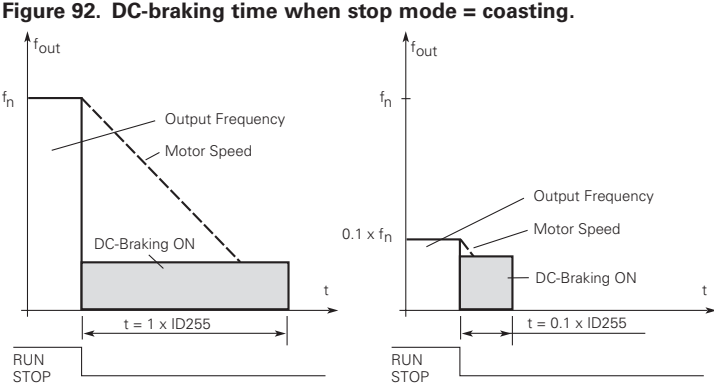 Figure 92. DC-braking time when stop mode = coasting.
fout
fn
Output Frequency
Motor Speed
DC-Braking ON
t
t = 1 x ID255
RUN
STOP
fout
fn
Output Frequency
0.1 x fn
Motor Speed
DC-Braking ON
t
t = 0.1 x ID255
RUN
STOP